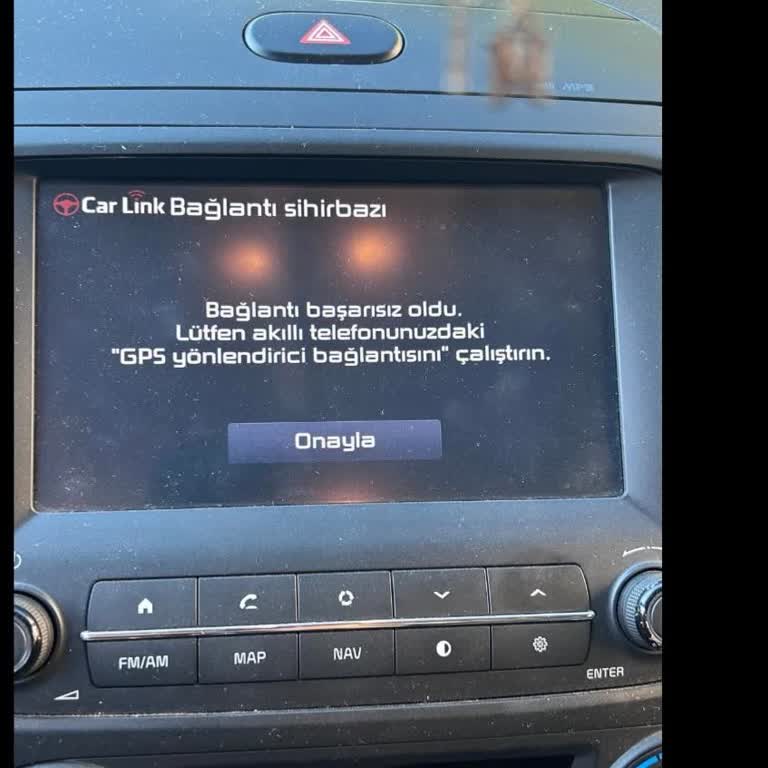 MP3
Car Link Bağlantı sihirbazı
Bağlantı başarısız oldu.
Lütfen akıllı telefonunuzdaki
"GPS yönlendirici bağlantısını" çalıştırın.
Onayla
FM/AM
MAP
NAV
ENTER